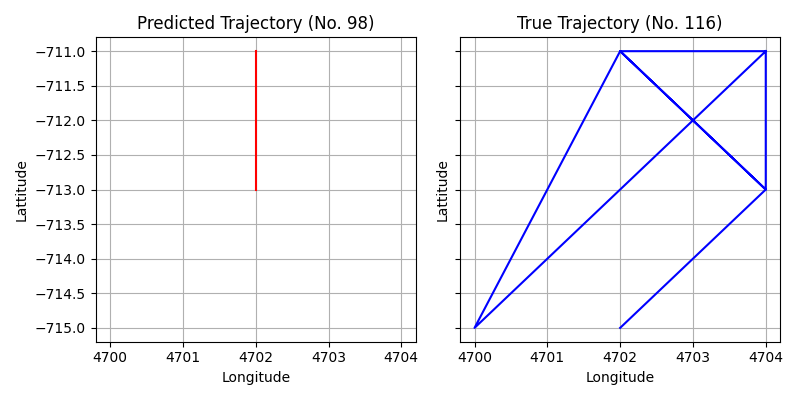 Predicted Trajectory (No. 98)
True Trajectory (No. 116)
−711.0
−711.5
−712.0
−712.5
−713.0
−713.5
−714.0
−714.5
−715.0
Lattitude
Lattitude
4700 4701 4702 4703 4704
4700 4701 4702 4703 4704
Longitude
Longitude